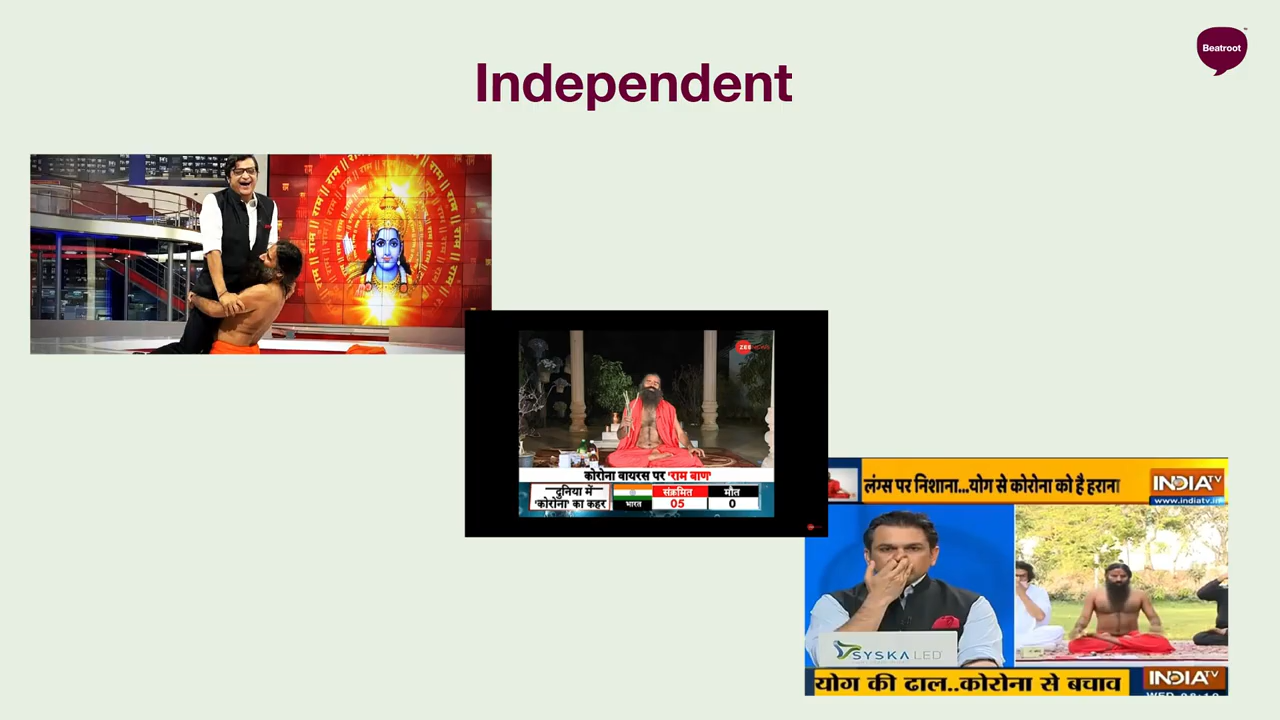 Beatroot
Independent
राम || राम || राम || राम || राम
ZEE
कोरोना वायरस पर 'राम बाण'
दुनिया में
'कोरोना' का कहर
भारत
संक्रमित
05
मौत
0
लंग्स पर निशाना...योग से कोरोना को है हराना
INDIA TV
www.indiatv.in
SYSKA LED
योग की ढाल..कोरोना से बचाव
INDIA TV